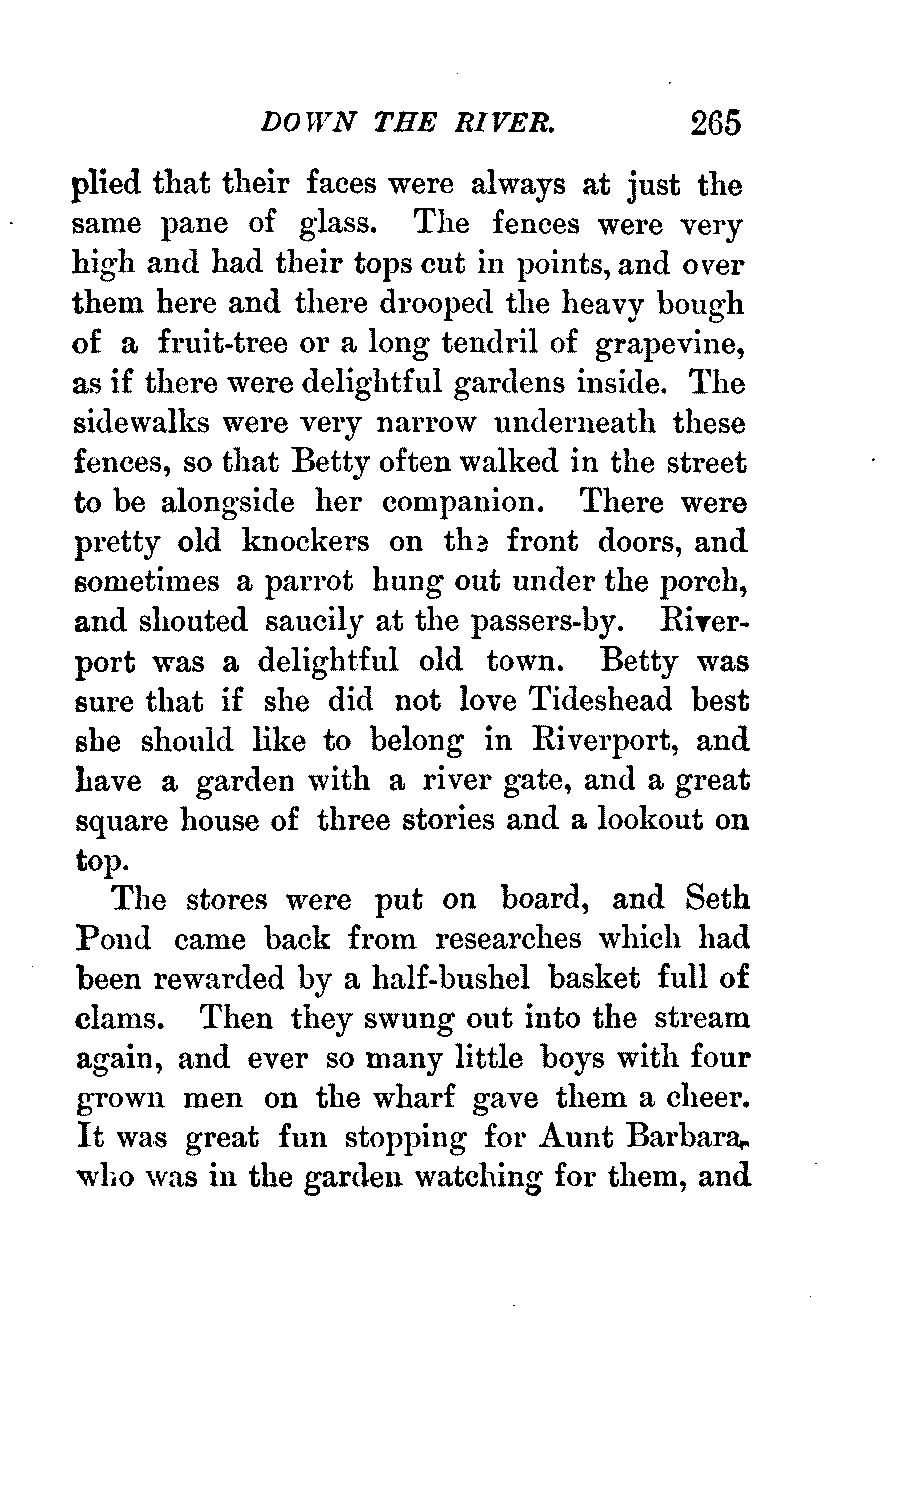 DOWN THE RIVER. 265
plied that their faces were always at just the
same pane of glass. The fences were very
high and had their tops cut in points, and over
them here and there drooped the heavy bough
of a fruit-tree or a long tendril of grapevine,
as if there were delightful gardens inside. The
sidewalks were very narrow underneath these
fences, so that Betty often walked in the street
to be alongside her companion. There were
pretty old knockers on the front doors, and
sometimes a parrot hung out under the porch,
and shouted saucily at the passers-by. River-
port was a delightful old town. Betty was
sure that if she did not love Tideshead best
she should like to belong in Riverport, and
have a garden with a river gate, and a great
square house of three stories and a lookout on
top.
The stores were put on board, and Seth
Pond came back from researches which had
been rewarded by a half-bushel basket full of
clams. Then they swung out into the stream
again, and ever so many little boys with four
grown men on the wharf gave them a cheer.
It was great fun stopping for Aunt Barbara,
who was in the garden watching for them, and